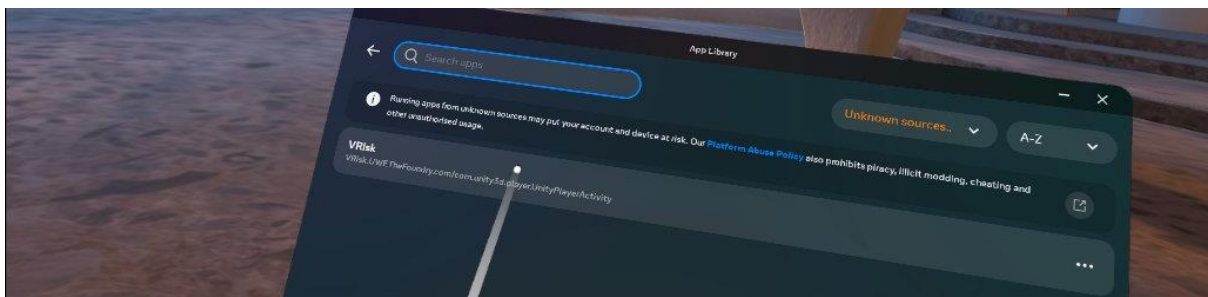 App Library
Search apps
Unknown sources..
A-Z
Running apps from unknown sources may put your account and device at risk. Our Platform Abuse Policy also prohibits piracy, illicit modding, cheating and
other unauthorised usage.
VRisk
VRisk.UWE.TheFoundry.com/com.unity3d.player.UnityPlayerActivity